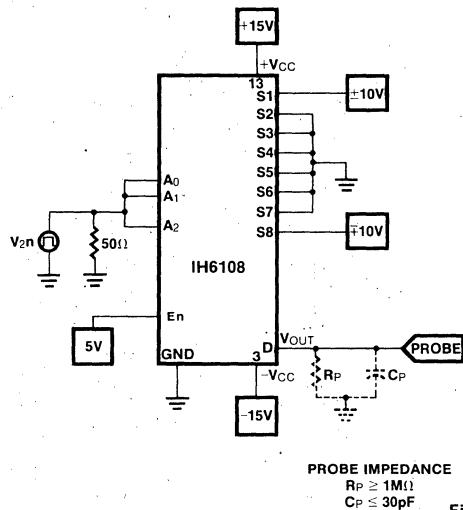 +15V
+VCC
13
S1
±10V
S2
S3
S4
S5
S6
S7
S8
∓10V
A0
A1
A2
V2n
50Ω
IH6108
En
5V
GND
3
D
VOUT
PROBE
−VCC
RP
CP
−15V
PROBE IMPEDANCE
RP ≥ 1MΩ
CP ≤ 30pF